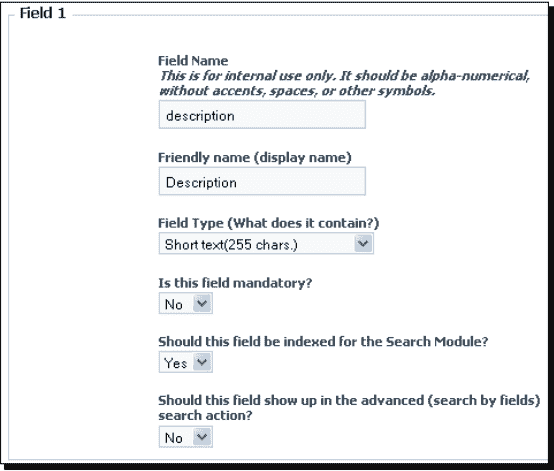 Field 1
Field Name
This is for internal use only. It should be alpha-numerical,
without accents, spaces, or other symbols.
description
Friendly name (display name)
Description
Field Type (What does it contain?)
Short text(255 chars.)
Is this field mandatory?
No
Should this field be indexed for the Search Module?
Yes
Should this field show up in the advanced (search by fields)
search action?
No